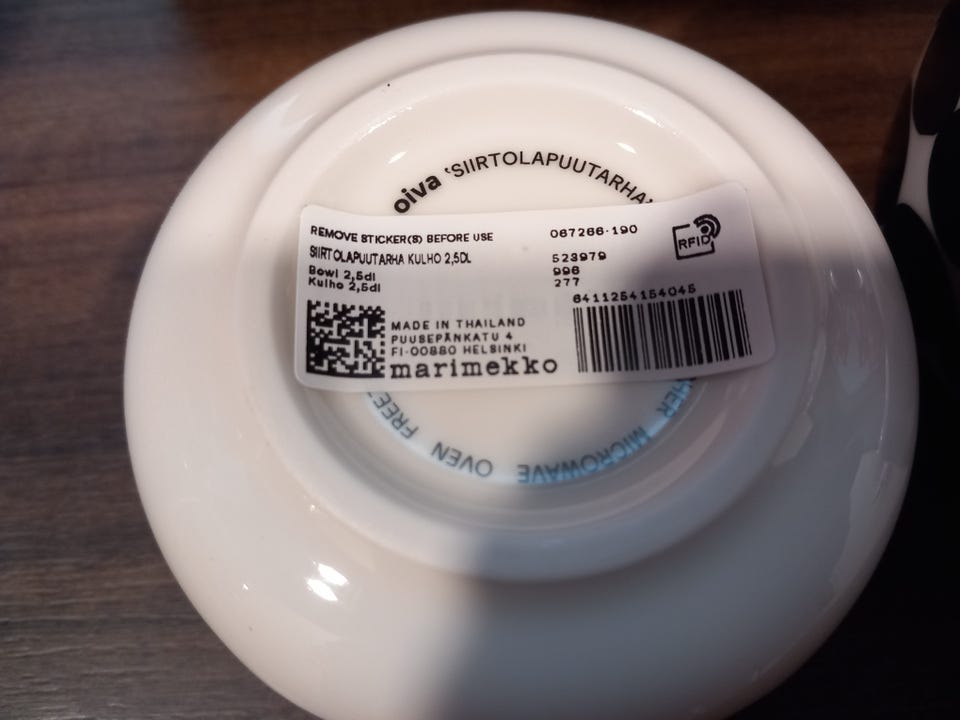 oiva 'SIIRTOLAPUUTARHA'
REMOVE STICKER(S) BEFORE USE
SIIRTOLAPUUTARHA KULHO 2,5DL
Bowl 2,5dl
Kulho 2,5dl
MADE IN THAILAND
PUUSEPÄNKATU 4
FI-00880 HELSINKI
marimekko
067266-190
523979
996
277
6411254154045
RFID
MICROWAVE OVEN